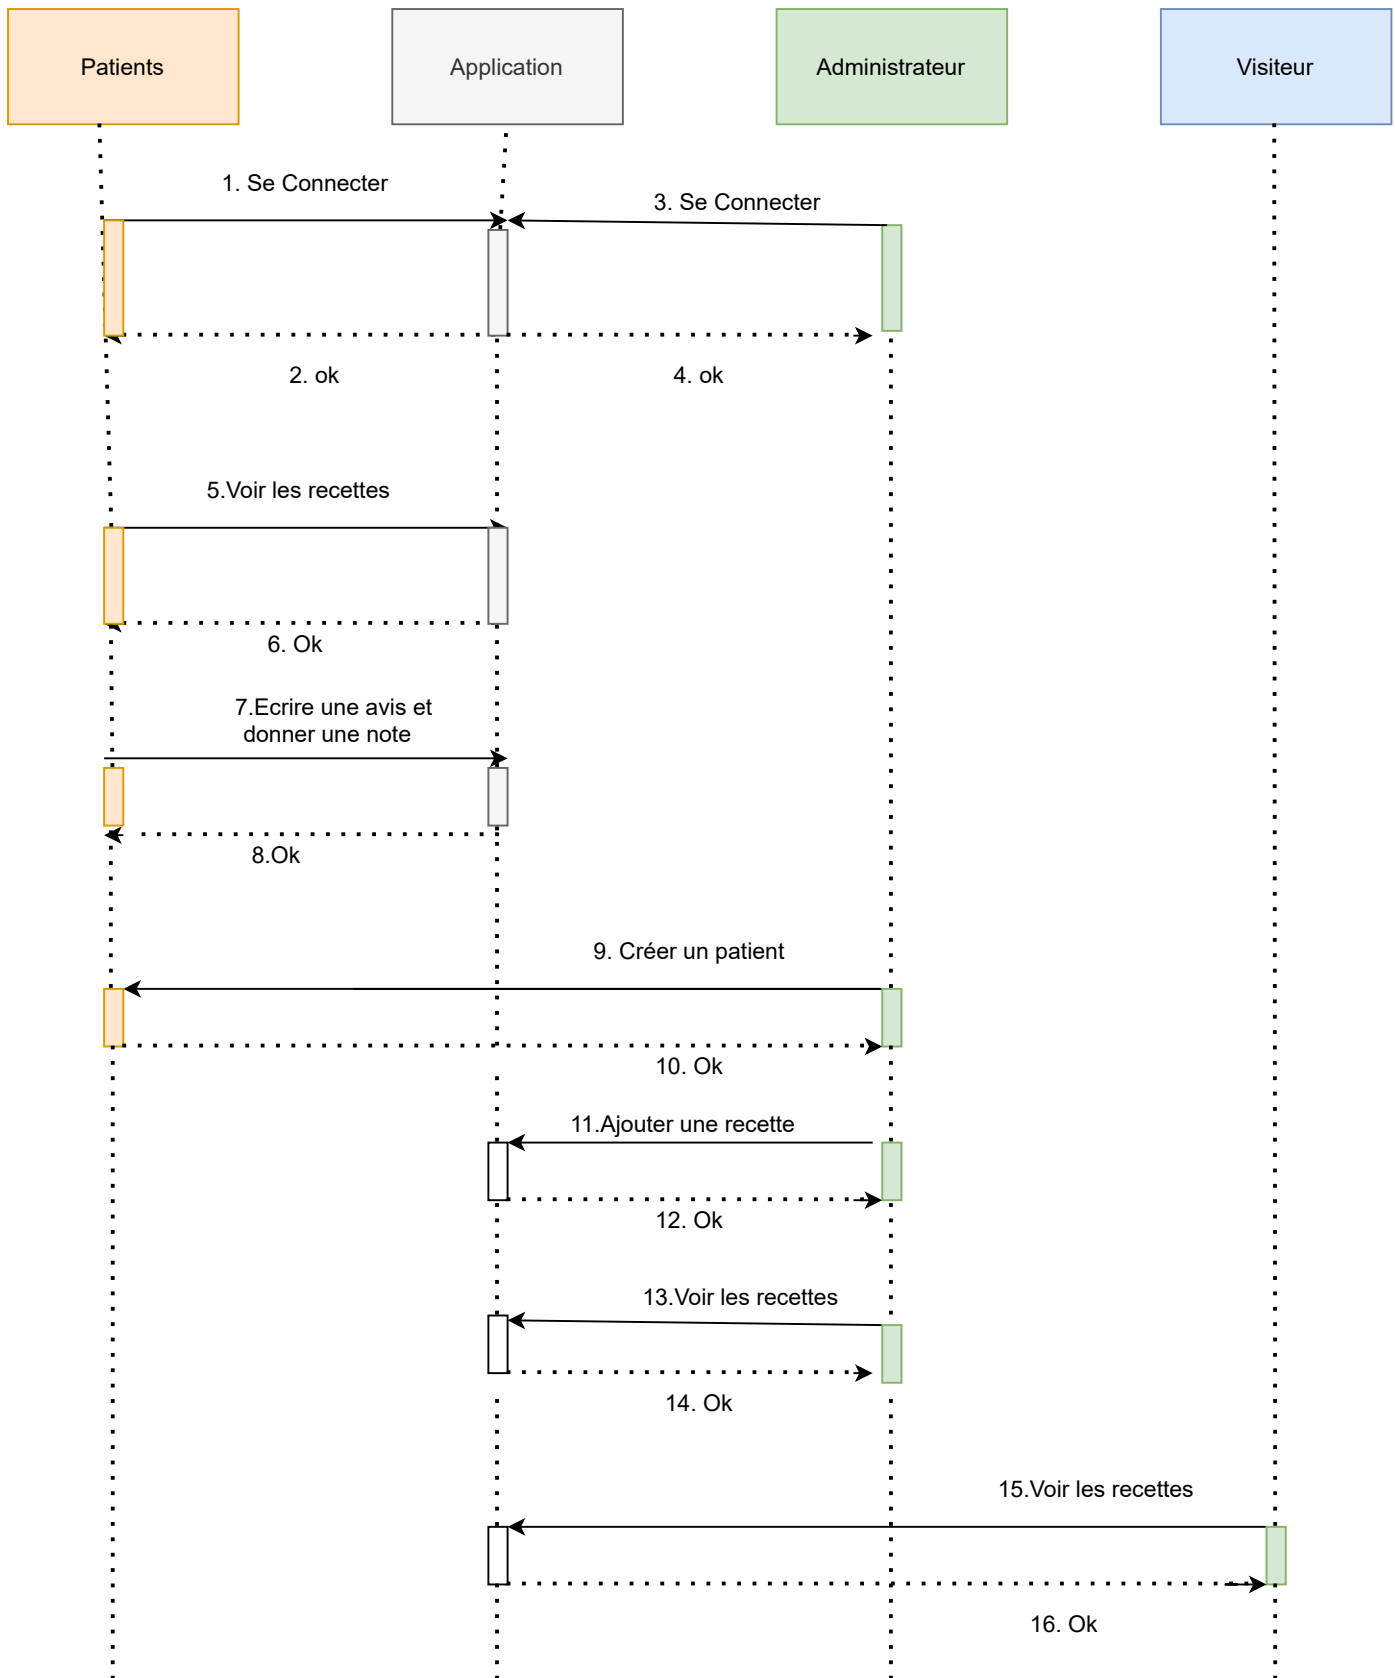 Patients
Application
Administrateur
Visiteur
1. Se Connecter
3. Se Connecter
2. ok
4. ok
5.Voir les recettes
6. Ok
7.Ecrire une avis et
donner une note
8.Ok
9. Créer un patient
10. Ok
11.Ajouter une recette
12. Ok
13.Voir les recettes
14. Ok
15.Voir les recettes
16. Ok